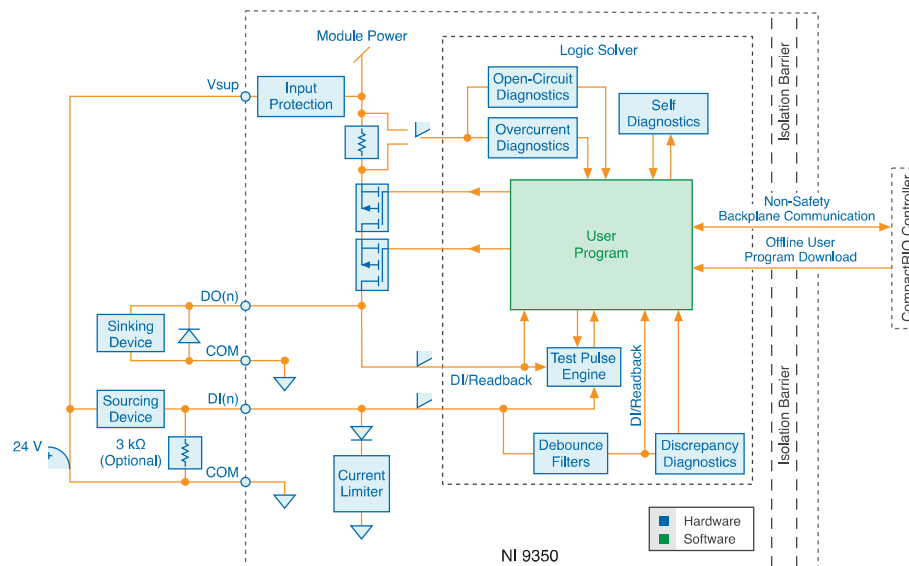 Module Power
Logic Solver
Vsup
Input
Protection
Open-Circuit
Diagnostics
Overcurrent
Diagnostics
Self
Diagnostics
Isolation Barrier
User
Program
Non-Safety
Backplane Communication
Offline User
Program Download
CompactRIO Controller
DO(n)
Sinking
Device
COM
DI/Readback
Test Pulse
Engine
DI/Readback
Sourcing
Device
DI(n)
24 V
+
3 kΩ
(Optional)
COM
Current
Limiter
Debounce
Filters
Discrepancy
Diagnostics
Isolation Barrier
Hardware
Software
NI 9350